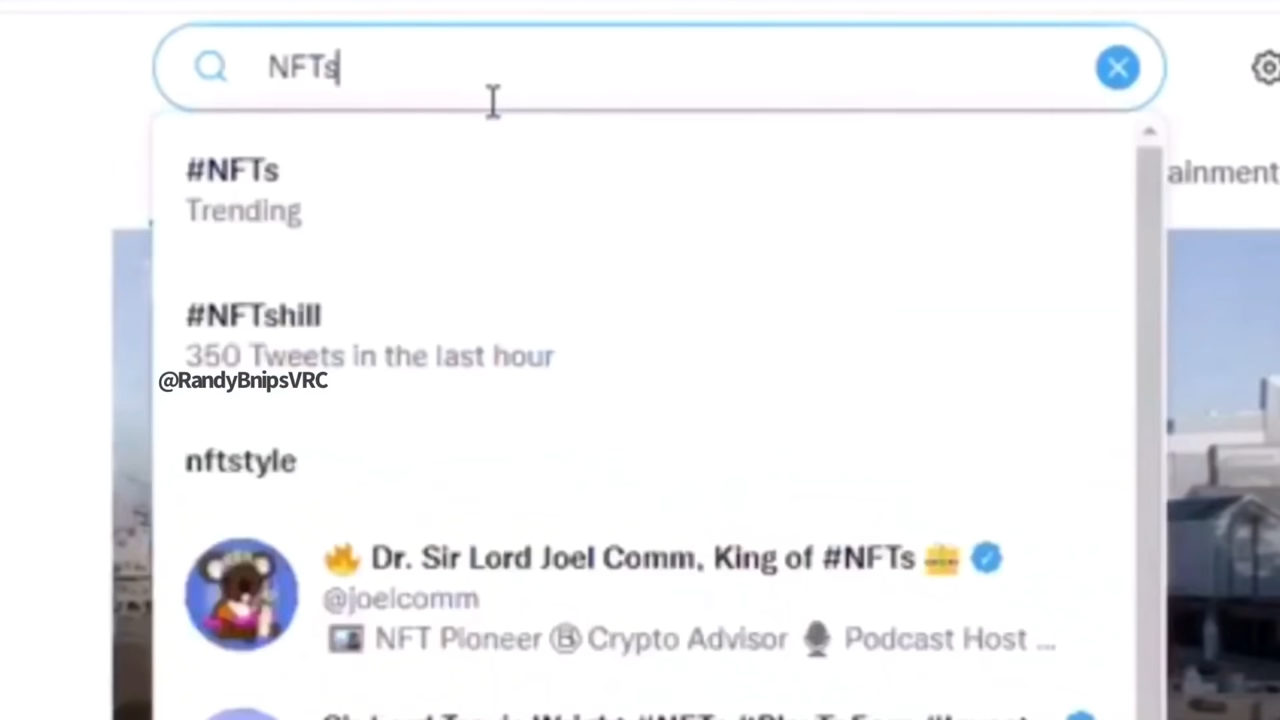 NFTs
ainment
#NFTs
Trending
#NFTshill
350 Tweets in the last hour
@RandyBnipsVRC
nftstyle
🔥 Dr. Sir Lord Joel Comm, King of #NFTs
@joelcomm
NFT Pioneer Ⓑ Crypto Advisor 🎙 Podcast Host ...